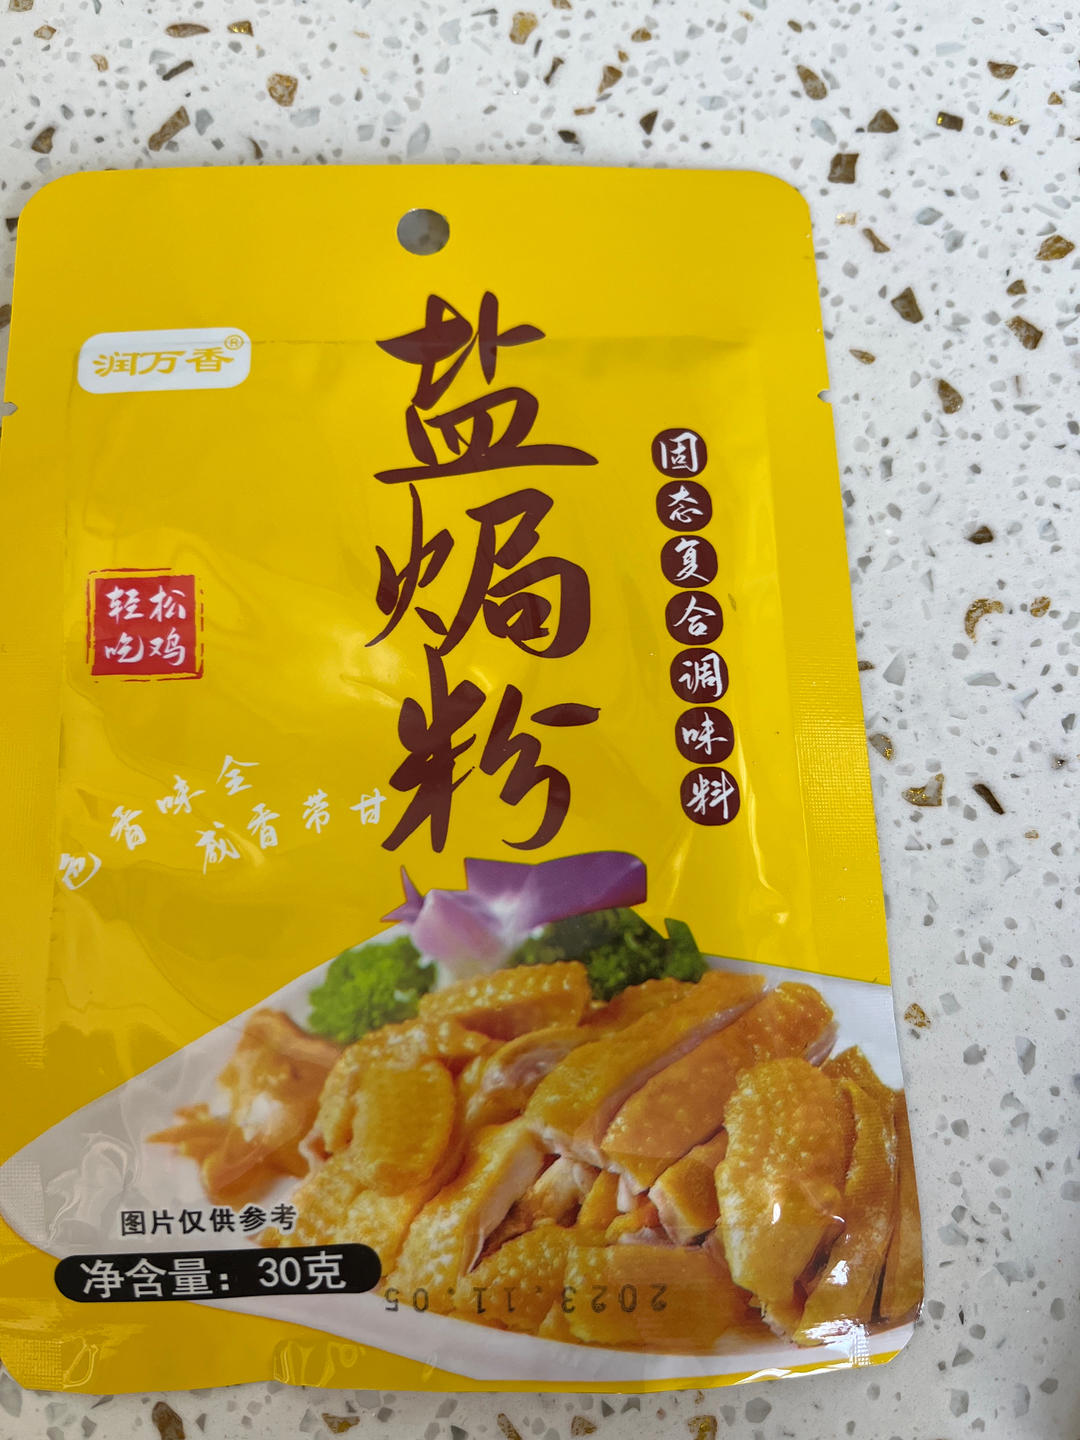 润万香®
盐焗粉
固态复合调味料
轻松
吃鸡
色香味全
咸香带甘
图片仅供参考
净含量：30克
2023.11.05